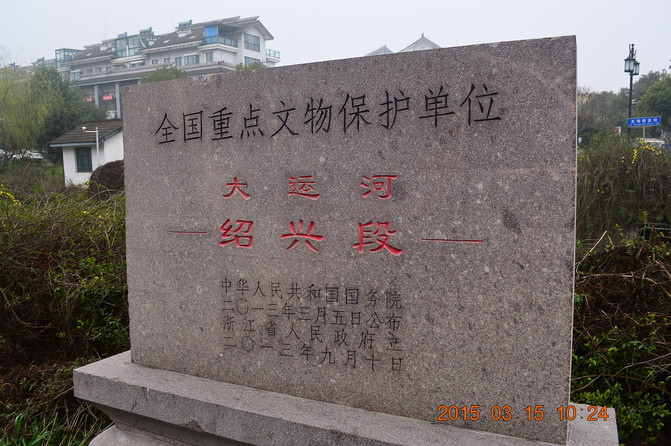 全国重点文物保护单位
大运河
绍兴段
中华人民共和国国务院
二〇一三年三月五日公布
浙江省人民政府立
二〇一三年九月十日
2015 03 15 10:24